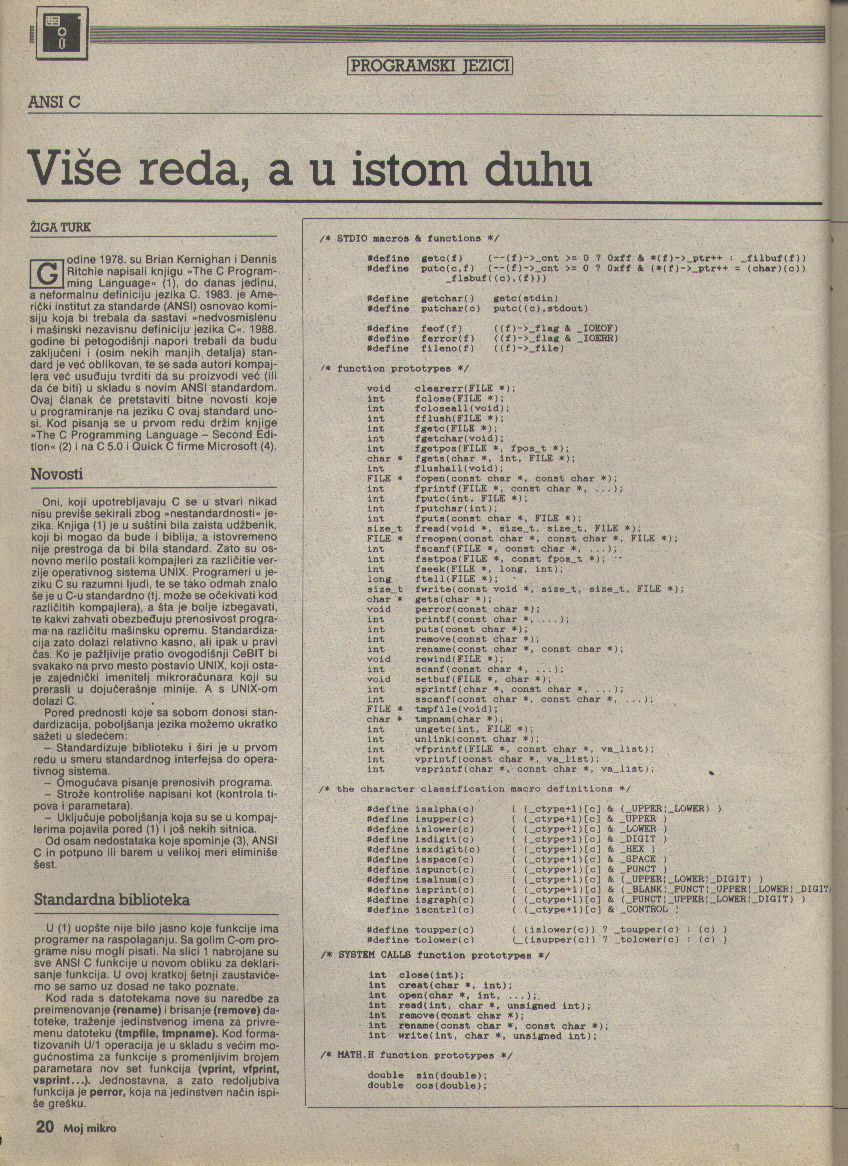 PROGRAMSKI JEZICI
ANSI C
Više reda, a u istom duhu
ŽIGA TURK
Godine 1978. su Brian Kernighan i Dennis
Ritchie napisali knjigu »The C Program-
ming Language« (1), do danas jedinu,
a neformalnu definiciju jezika C. 1983. je Ame-
rički institut za standarde (ANSI) osnovao komi-
siju koja bi trebala da sastavi »nedvosmislenu
i mašinski nezavisnu definiciju jezika C«. 1988.
godine bi petogodišnji napori trebali da budu
zaključeni i (osim nekih manjih detalja) stan-
dard je već oblikovan, te se sada autori kompaj-
lera već usuđuju tvrditi da su proizvodi već (ili
da će biti) u skladu s novim ANSI standardom.
Ovaj članak će pretstaviti bitne novosti koje
u programiranje na jeziku C ovaj standard uno-
si. Kod pisanja se u prvom redu držim knjige
»The C Programming Language – Second Edi-
tion« (2) i na C 5.0 i Quick C firme Microsoft (4).
Novosti
Oni, koji upotrebljavaju C se u stvari nikad
nisu previše sekirali zbog »nestandardnosti« je-
zika. Knjiga (1) je u suštini bila zaista udžbenik,
koji bi mogao da bude i biblija, a istovremeno
nije prestroga da bi bila standard. Zato su os-
novno merilo postali kompajleri za različitie ver-
zije operativnog sistema UNIX. Programeri u je-
ziku C su razumni ljudi, te se tako odmah znalo
še je u C-u standardno (tj. može se očekivati kod
različitih kompajlera), a šta je bolje izbegavati,
te kakvi zahvati obezbeđuju prenosivost progra-
ma na različitu mašinsku opremu. Standardiza-
cija zato dolazi relativno kasno, ali ipak u pravi
čas. Ko je pažljivije pratio ovogodišnji CeBIT bi
svakako na prvo mesto postavio UNIX, koji osta-
je zajednički imenitelj mikroračunara koji su
prerasli u dojučerašnje minije. A s UNIX-om
dolazi C.
Pored prednosti koje sa sobom donosi stan-
dardizacija, poboljšanja jezika možemo ukratko
sažeti u sledećem:
– Standardizuje biblioteku i širi je u prvom
redu u smeru standardnog interfejsa do opera-
tivnog sistema.
– Omogućava pisanje prenosivih programa.
– Strože kontroliše napisani kot (kontrola ti-
pova i parametara).
– Uključuje poboljšanja koja su se u kompaj-
lerima pojavila pored (1) i još nekih sitnica.
Od osam nedostataka koje spominje (3), ANSI
C in potpuno ili barem u velikoj meri eliminiše
šest.
Standardna biblioteka
U (1) uopšte nije bilo jasno koje funkcije ima
programer na raspolaganju. Sa golim C-om pro-
grame nisu mogli pisati. Na slici 1 nabrojane su
sve ANSI C funkcije u novom obliku za deklari-
sanje funkcija. U ovoj kratkoj šetnji zaustaviće-
mo se samo uz dosad ne tako poznate.
Kod rada s datotekama nove su naredbe za
preimenovanje (rename) i brisanje (remove) da-
toteke, traženje jedinstvenog imena za privre-
menu datoteku (tmpfile, tmpname). Kod forma-
tizovanih U/I operacija je u skladu s većim mo-
gućnostima za funkcije s promenljivim brojem
parametara nov set funkcija (vprint, vfprint,
vsprint...). Jednostavna, a zato redoljubiva
funkcija je perror, koja na jedinstven način ispi-
še grešku.
/* STDIO macros & functions */
#define getc(f) (--(f)->_cnt >= 0 ? 0xff & *(f)->_ptr++ : _filbuf(f))
#define putc(c,f) (--(f)->_cnt >= 0 ? 0xff & (*(f)->_ptr++ = (char)(c))
_flsbuf((c),(f)))
#define getchar() getc(stdin)
#define putchar(c) putc((c),stdout)
#define feof(f) ((f)->_flag & _IOEOF)
#define ferror(f) ((f)->_flag & _IOERR)
#define fileno(f) ((f)->_file)
/* function prototypes */
void clearerr(FILE *);
int fclose(FILE *);
int fcloseall(void);
int fflush(FILE *);
int fgetc(FILE *);
int fgetchar(void);
int fgetpos(FILE *, fpos_t *);
char * fgets(char *, int, FILE *);
int flushall(void);
FILE * fopen(const char *, const char *);
int fprintf(FILE *, const char *, ...);
int fputc(int, FILE *);
int fputchar(int);
int fputs(const char *, FILE *);
size_t fread(void *, size_t, size_t, FILE *);
FILE * freopen(const char *, const char *, FILE *);
int fscanf(FILE *, const char *, ...);
int fsetpos(FILE *, const fpos_t *);
int fseek(FILE *, long, int);
long ftell(FILE *);
size_t fwrite(const void *, size_t, size_t, FILE *);
char * gets(char *);
void perror(const char *);
int printf(const char *, ...);
int puts(const char *);
int remove(const char *);
int rename(const char *, const char *);
void rewind(FILE *);
int scanf(const char *, ...);
void setbuf(FILE *, char *);
int sprintf(char *, const char *, ...);
int sscanf(const char *, const char *, ...);
FILE * tmpfile(void);
char * tmpnam(char *);
int ungetc(int, FILE *);
int unlink(const char *);
int vfprintf(FILE *, const char *, va_list);
int vprintf(const char *, va_list);
int vsprintf(char *, const char *, va_list);
/* the character classification macro definitions */
#define isalpha(c) ( (_ctype+1)[c] & (_UPPER¦_LOWER) )
#define isupper(c) ( (_ctype+1)[c] & _UPPER )
#define islower(c) ( (_ctype+1)[c] & _LOWER )
#define isdigit(c) ( (_ctype+1)[c] & _DIGIT )
#define isxdigit(c) ( (_ctype+1)[c] & _HEX )
#define isspace(c) ( (_ctype+1)[c] & _SPACE )
#define ispunct(c) ( (_ctype+1)[c] & _PUNCT )
#define isalnum(c) ( (_ctype+1)[c] & (_UPPER¦_LOWER¦_DIGIT) )
#define isprint(c) ( (_ctype+1)[c] & (_BLANK¦_PUNCT¦_UPPER¦_LOWER¦_DIGIT)
#define isgraph(c) ( (_ctype+1)[c] & (_PUNCT¦_UPPER¦_LOWER¦_DIGIT) )
#define iscntrl(c) ( (_ctype+1)[c] & _CONTROL )
#define toupper(c) ( (islower(c)) ? _toupper(c) : (c) )
#define tolower(c) ( (isupper(c)) ? _tolower(c) : (c) )
/* SYSTEM CALLS function prototypes */
int close(int);
int creat(char *, int);
int open(char *, int, ...);
int read(int, char *, unsigned int);
int remove(const char *);
int rename(const char *, const char *);
int write(int, char *, unsigned int);
/* MATH.H function prototypes */
double sin(double);
double cos(double);
20 Moj mikro